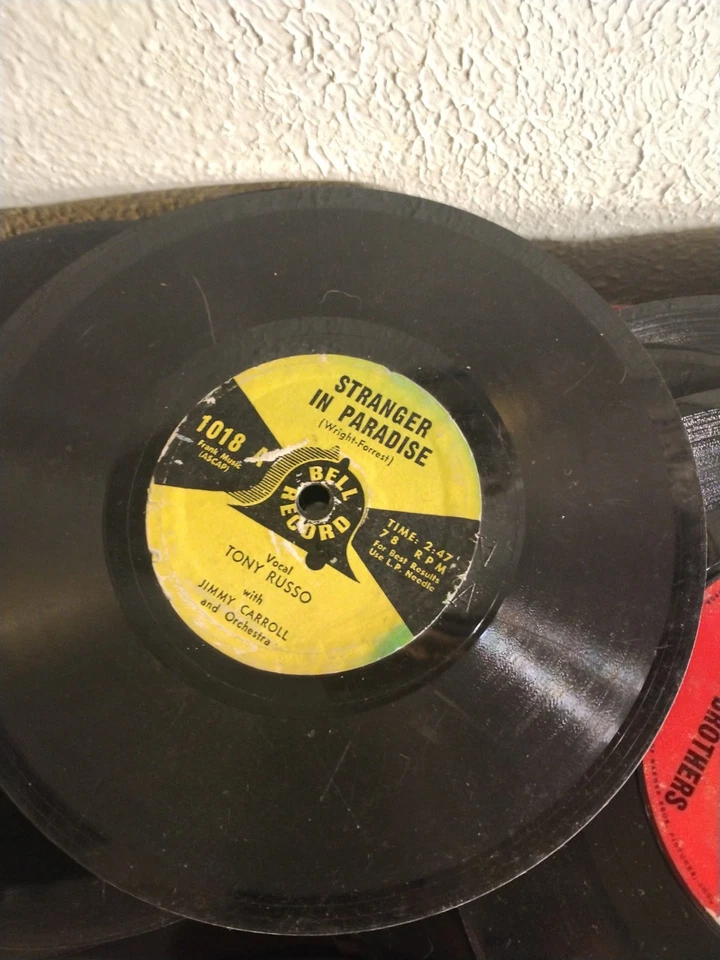 STRANGER
IN PARADISE
(Wright-Forrest)
1018 A
Frank Music
(ASCAP)
BELL
RECORD
TIME: 2:47
78 RPM
For Best Results
Use L.P. Needle
Vocal
TONY RUSSO
with
JIMMY CARROLL
and Orchestra
BROTHERS